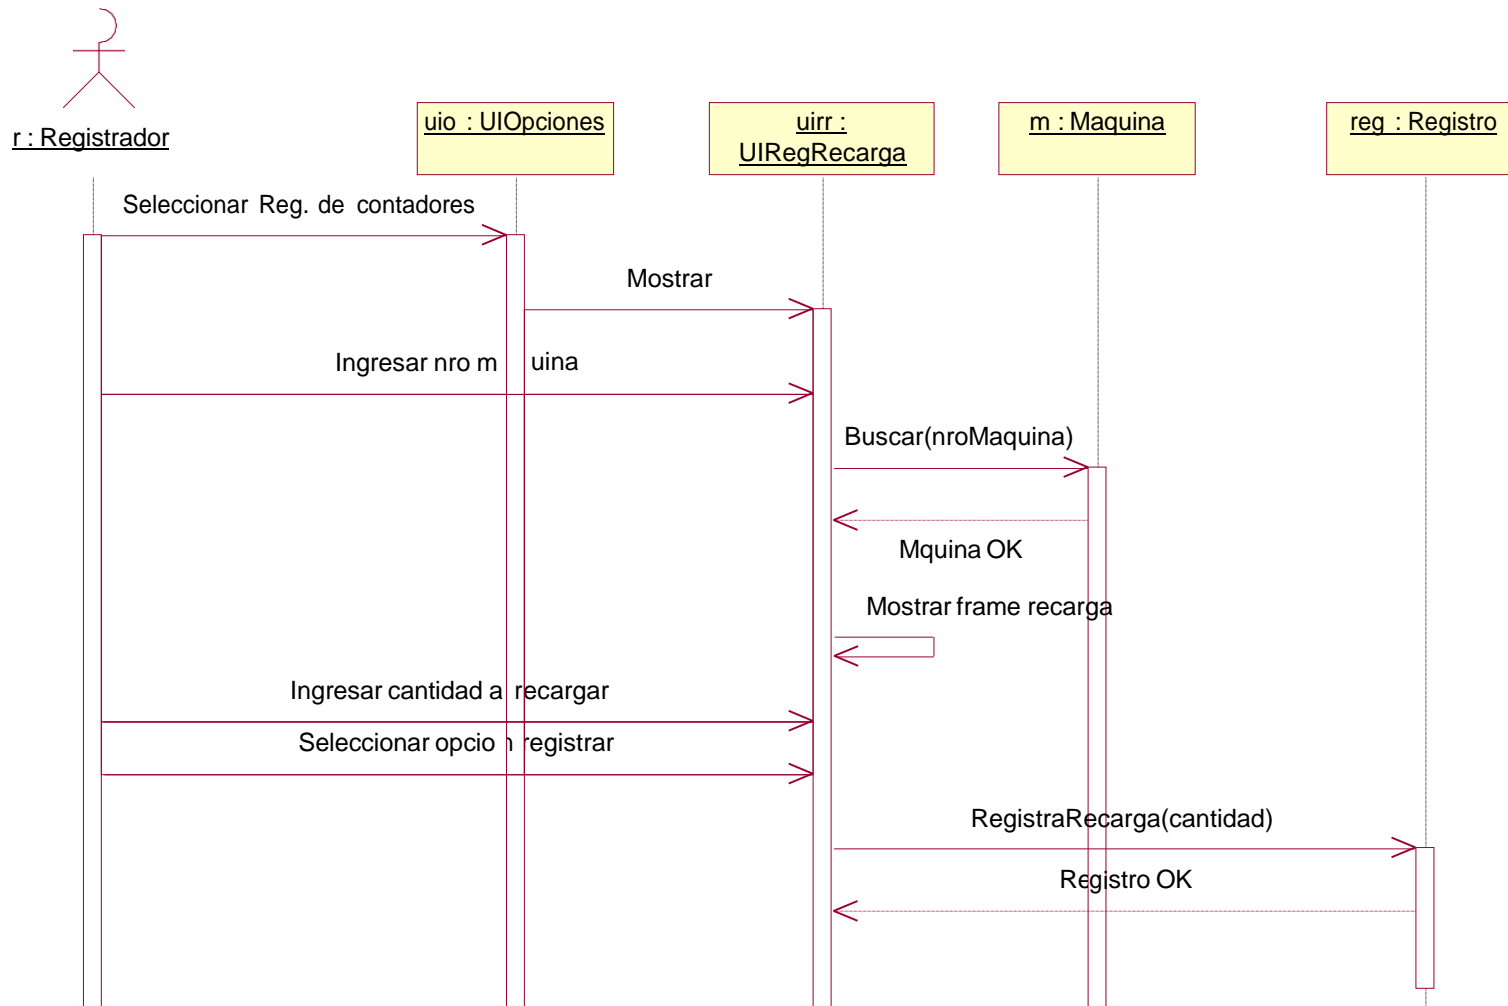 r : Registrador
uio : UIOpciones
uirr :
UIRegRecarga
m : Maquina
reg : Registro
Seleccionar Reg. de contadores
Mostrar
Ingresar nro m uina
Buscar(nroMaquina)
Mquina OK
Mostrar frame recarga
Ingresar cantidad a recargar
Seleccionar opcion registrar
RegistraRecarga(cantidad)
Registro OK